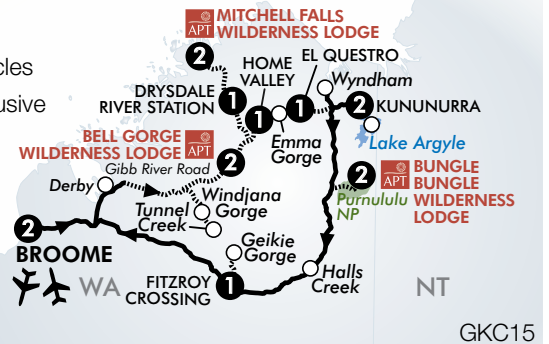 APT
MITCHELL FALLS
WILDERNESS LODGE
2
cles
usive
HOME
VALLEY
EL QUESTRO
Wyndham
DRYSDALE
RIVER STATION
1
1
1
2
KUNUNURRA
Emma
Gorge
Lake Argyle
BELL GORGE
WILDERNESS LODGE
APT
2
Gibb River Road
Derby
Windjana
Gorge
Tunnel
Creek
2
APT
BUNGLE
BUNGLE
WILDERNESS
LODGE
Purnululu
NP
2
BROOME
Geikie
Gorge
WA
FITZROY
CROSSING
1
Halls
Creek
NT
GKC15